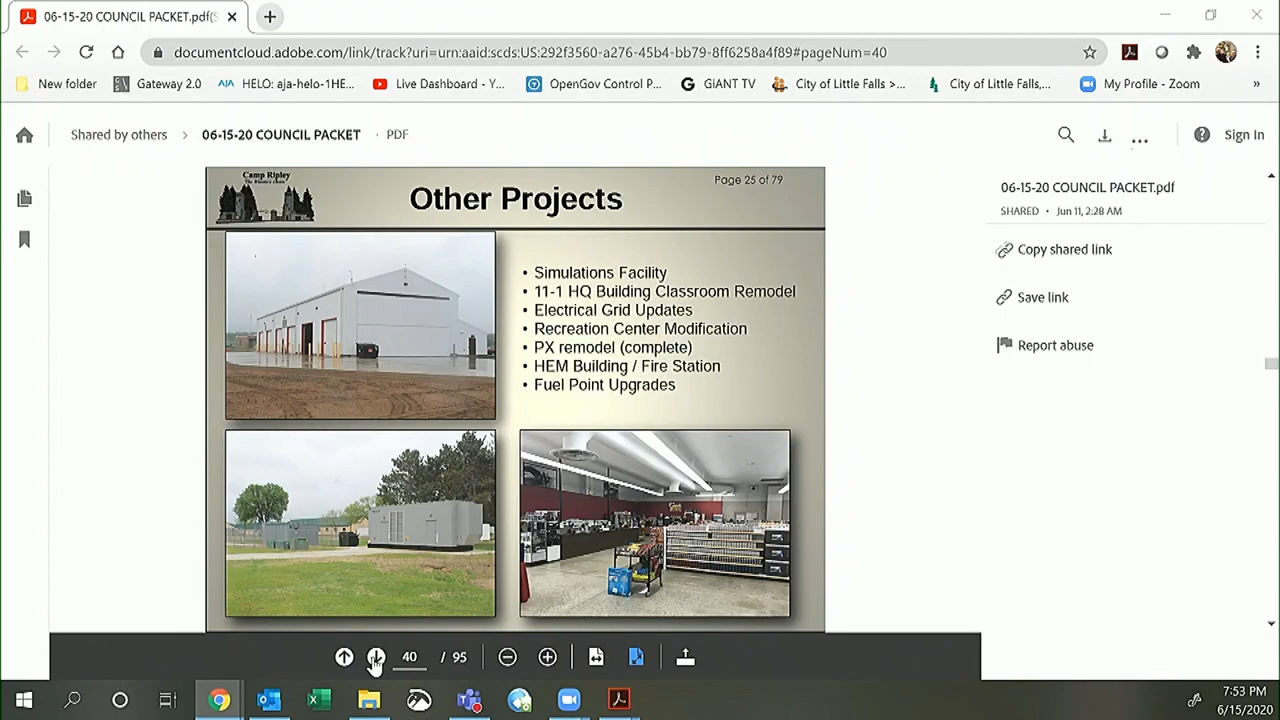 06-15-20 COUNCIL PACKET.pdf(S
documentcloud.adobe.com/link/track?uri=urn:aaid:scds:US:292f3560-a276-45b4-bb79-8ff6258a4f89#pageNum=40
New folder
Gateway 2.0
AJA HELO: aja-helo-1HE...
Live Dashboard - Y...
OpenGov Control P...
G GiANT TV
City of Little Falls >...
City of Little Falls,...
My Profile - Zoom
»
Shared by others > 06-15-20 COUNCIL PACKET · PDF
Sign In
06-15-20 COUNCIL PACKET.pdf
SHARED • Jun 11, 2:28 AM
Copy shared link
Save link
Report abuse
Camp Ripley
Page 25 of 79
Other Projects
• Simulations Facility
• 11-1 HQ Building Classroom Remodel
• Electrical Grid Updates
• Recreation Center Modification
• PX remodel (complete)
• HEM Building / Fire Station
• Fuel Point Upgrades
40 / 95
7:53 PM
6/15/2020